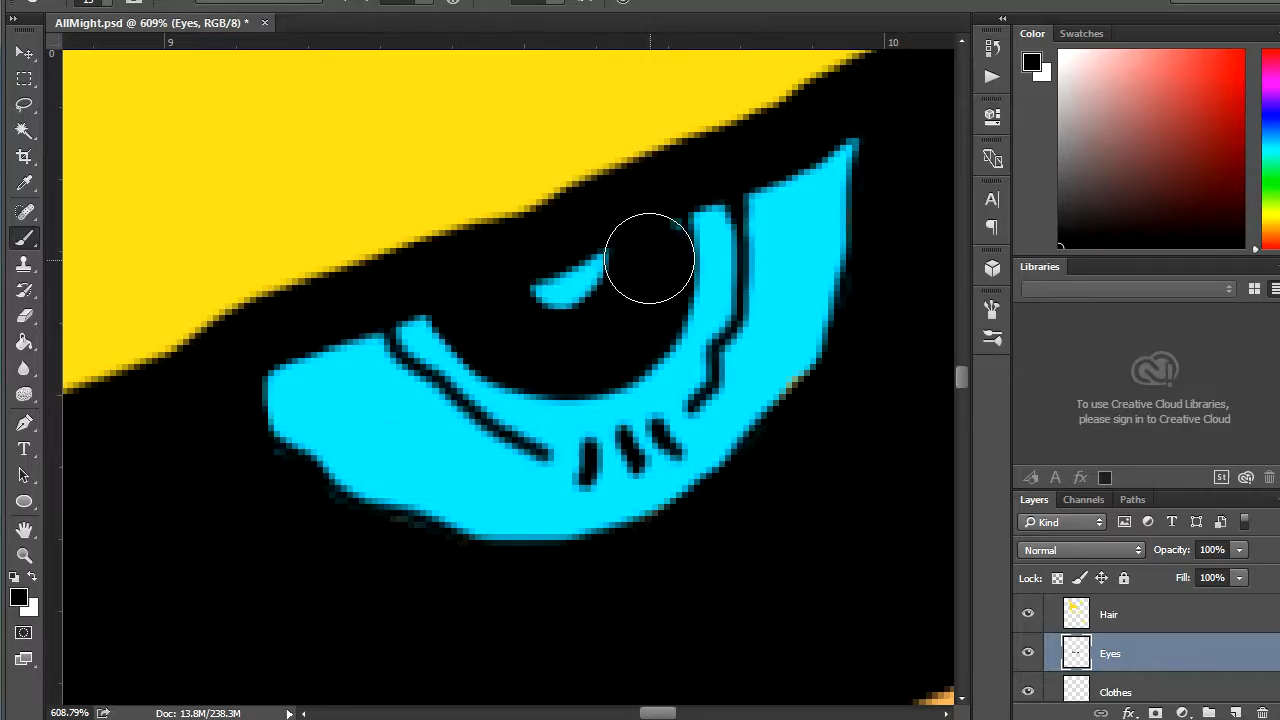 AllMight.psd @ 609% (Eyes, RGB/8) * ×
9 10
0
Color Swatches
Libraries
To use Creative Cloud Libraries,
please sign in to Creative Cloud
St
Layers Channels Paths
Kind
Normal Opacity: 100%
Lock: Fill: 100%
Hair
Eyes
Clothes
608.79% Doc: 13.8M/238.3M